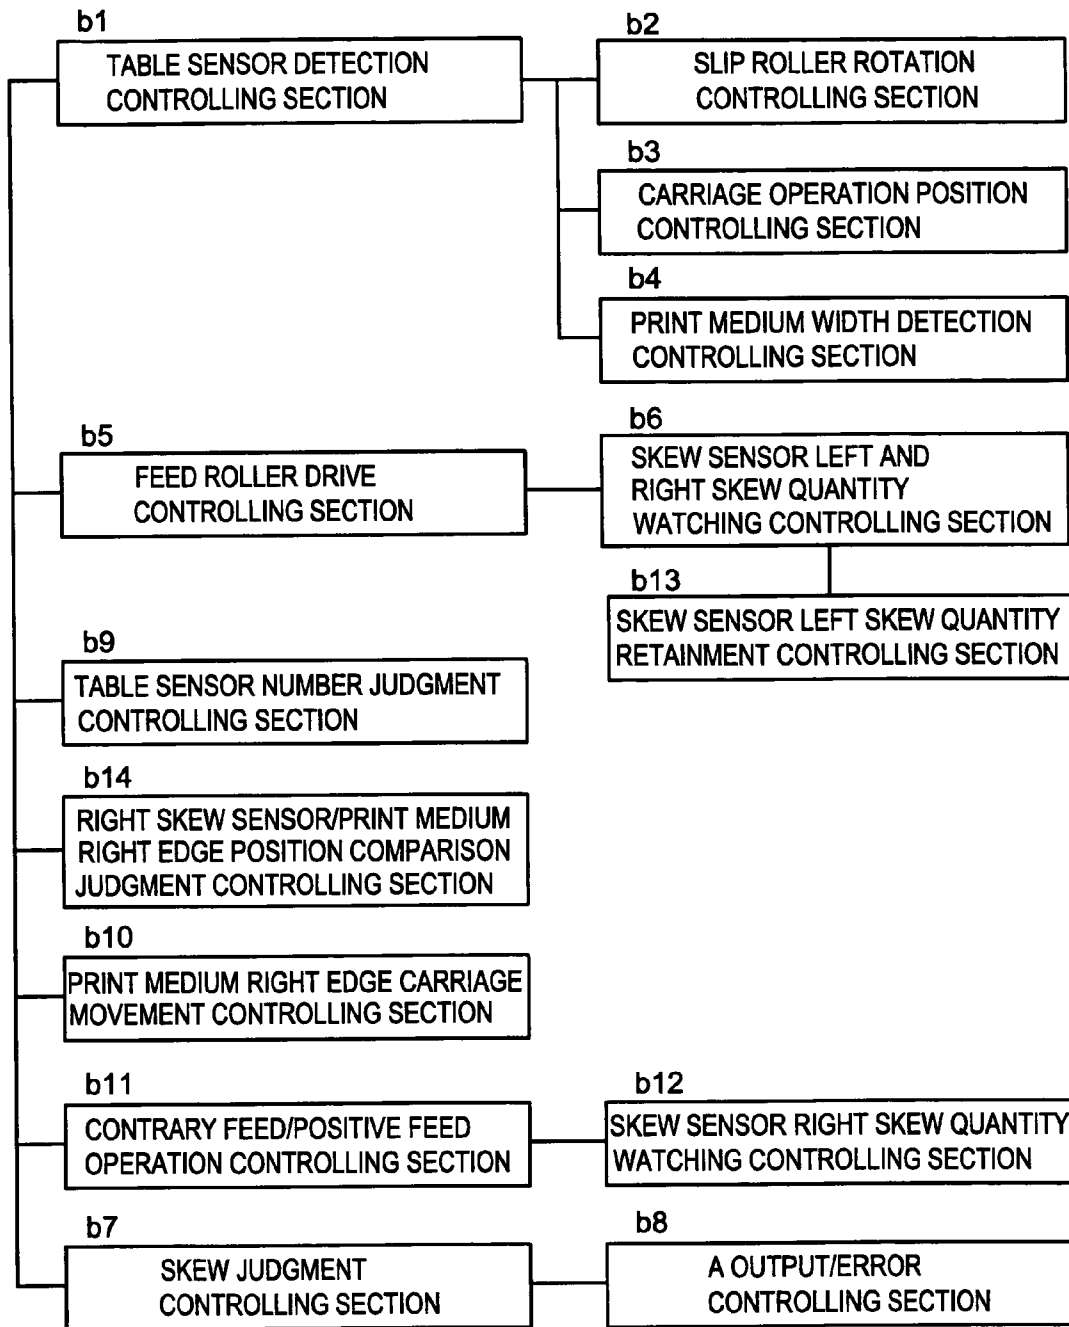 b1
TABLE SENSOR DETECTION
CONTROLLING SECTION
b2
SLIP ROLLER ROTATION
CONTROLLING SECTION
b3
CARRIAGE OPERATION POSITION
CONTROLLING SECTION
b4
PRINT MEDIUM WIDTH DETECTION
CONTROLLING SECTION
b5
FEED ROLLER DRIVE
CONTROLLING SECTION
b6
SKEW SENSOR LEFT AND
RIGHT SKEW QUANTITY
WATCHING CONTROLLING SECTION
b13
SKEW SENSOR LEFT SKEW QUANTITY
RETAINMENT CONTROLLING SECTION
b9
TABLE SENSOR NUMBER JUDGMENT
CONTROLLING SECTION
b14
RIGHT SKEW SENSOR/PRINT MEDIUM
RIGHT EDGE POSITION COMPARISON
JUDGMENT CONTROLLING SECTION
b10
PRINT MEDIUM RIGHT EDGE CARRIAGE
MOVEMENT CONTROLLING SECTION
b11
CONTRARY FEED/POSITIVE FEED
OPERATION CONTROLLING SECTION
b12
SKEW SENSOR RIGHT SKEW QUANTITY
WATCHING CONTROLLING SECTION
b7
SKEW JUDGMENT
CONTROLLING SECTION
b8
A OUTPUT/ERROR
CONTROLLING SECTION